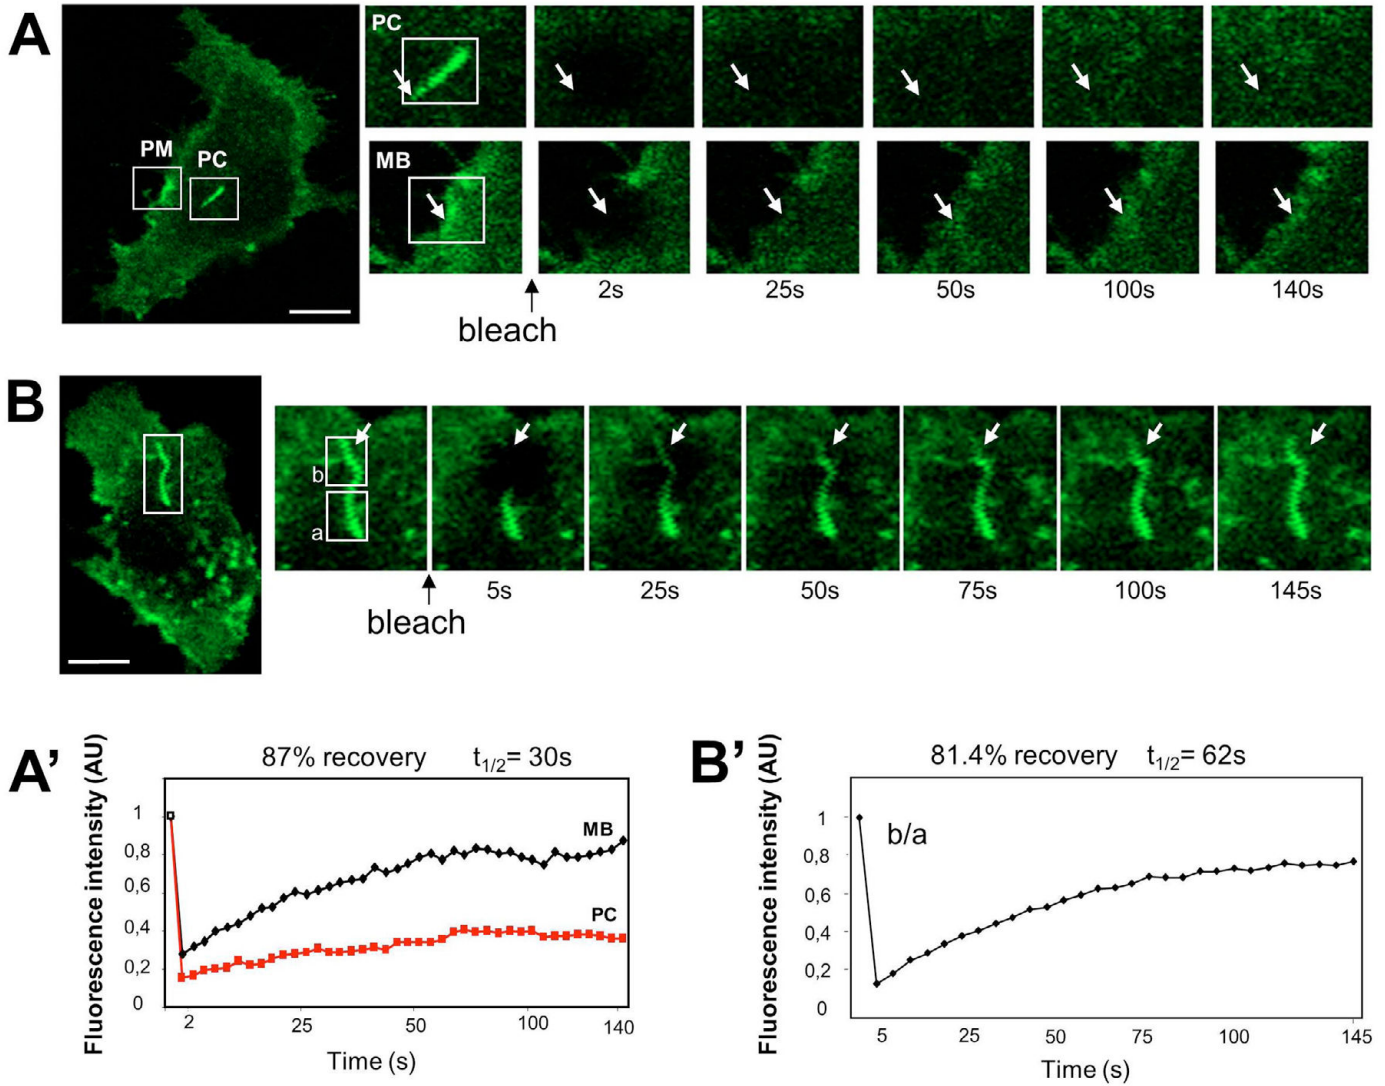 A
PM
PC
PC
MB
2s
25s
50s
100s
140s
bleach
B
b
a
5s
25s
50s
75s
100s
145s
bleach
A’
87% recovery t1/2= 30s
Fluorescence intensity (AU)
1
0,8
0,6
0,4
0,2
0
MB
PC
2
25
50
100
140
Time (s)
B’
81.4% recovery t1/2= 62s
Fluorescence intensity (AU)
1
0,8
0,6
0,4
0,2
0
b/a
5
25
50
75
100
145
Time (s)